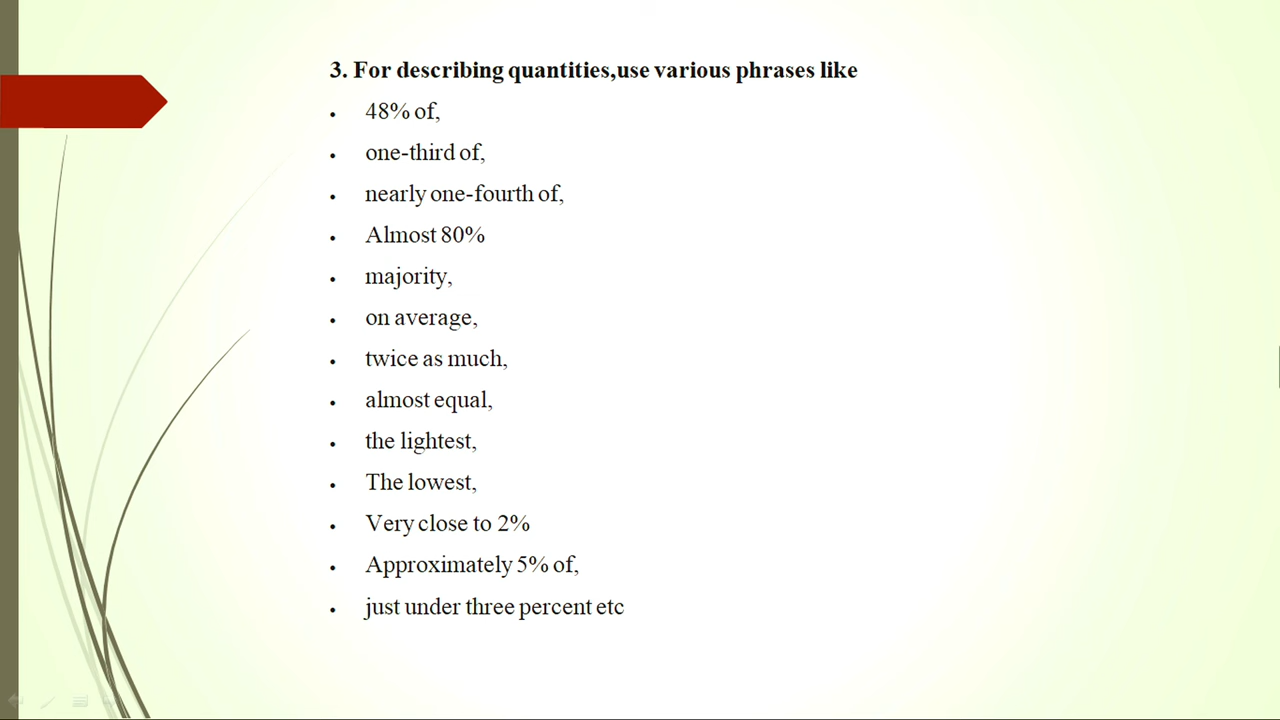 3. For describing quantities,use various phrases like
• 48% of,
• one-third of,
• nearly one-fourth of,
• Almost 80%
• majority,
• on average,
• twice as much,
• almost equal,
• the lightest,
• The lowest,
• Very close to 2%
• Approximately 5% of,
• just under three percent etc